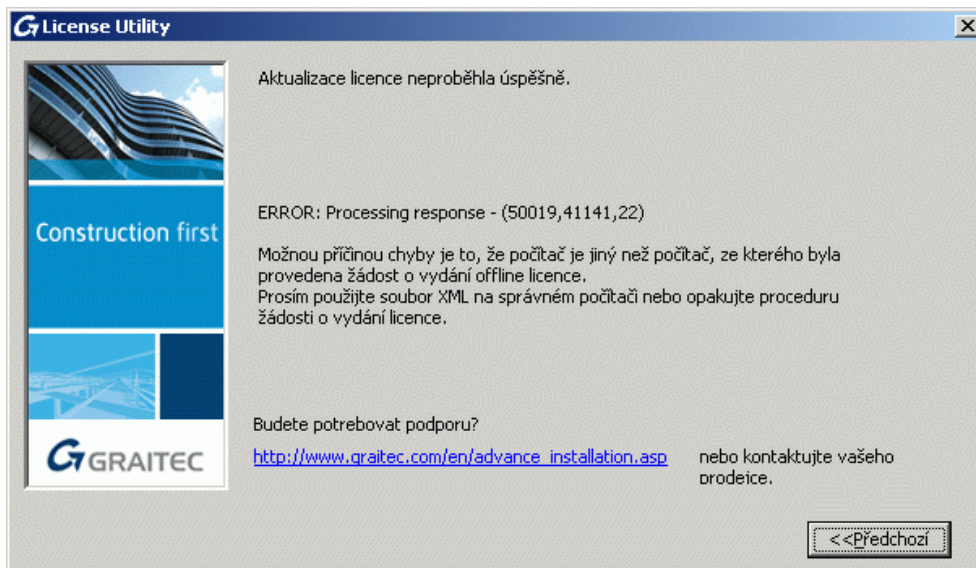 License Utility
Aktualizace licence neproběhla úspěšně.
ERROR: Processing response - (50019,41141,22)
Construction first
Možnou příčinou chyby je to, že počítač je jiný než počítač, ze kterého byla
provedena žádost o vydání offline licence.
Prosím použijte soubor XML na správném počítači nebo opakujte proceduru
žádosti o vydání licence.
Budete potrebovat podporu?
GRAITEC
http://www.graitec.com/en/advance_installation.asp nebo kontaktujte vašeho
prodejce.
<<Předchozí